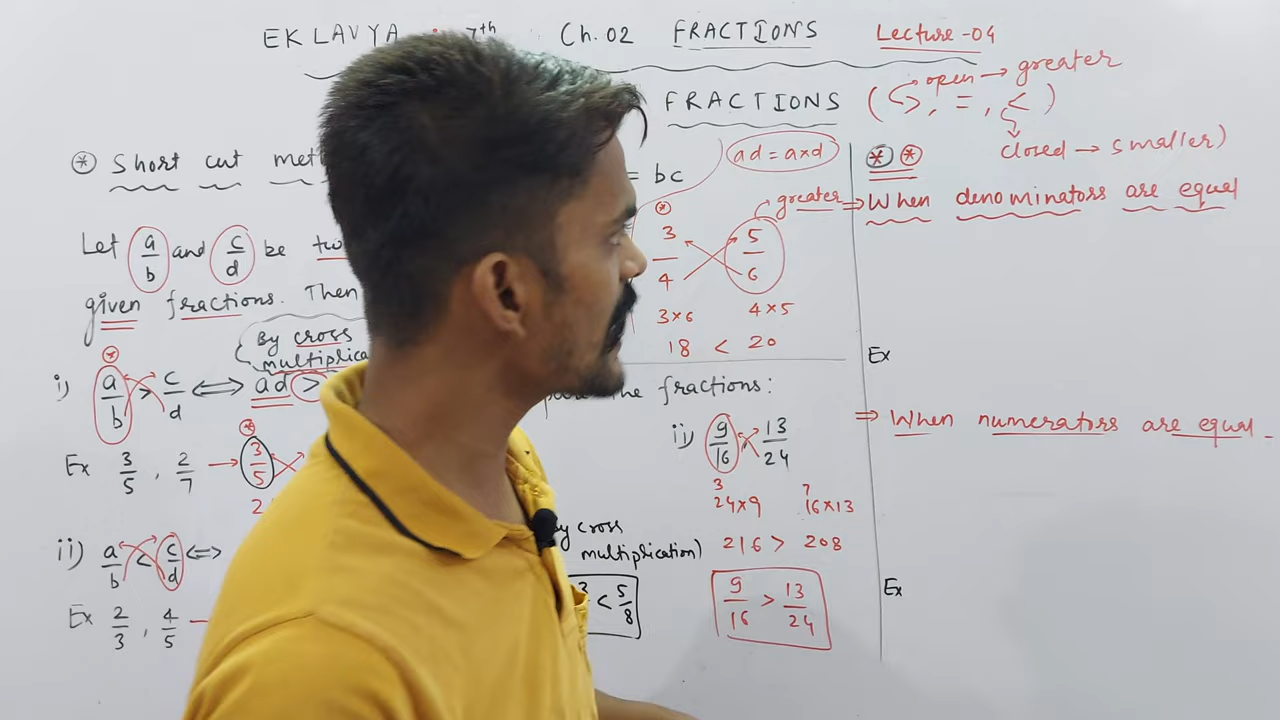 EKLAVYA : 7th Ch. 02 FRACTIONS Lecture -04
FRACTIONS ( > , = , < )
open → greater
closed → smaller)
* Short cut
= bc
ad = a×d
Let a/b and c/d be two
given fractions. Then
By cross
i) a/b > c/d ⇔ ad >
Ex 3/5 , 2/7 → 3/5
ii) a/b < c/d ⇔
Ex 2/3 , 4/5
* 3/4 5/6 greater
3×6 4×5
18 < 20
the fractions:
ii) 9/16 13/24
24×9 16×13
216 > 208
9/16 > 13/24
by cross
multiplication)
< 5/8
* *
⇒ When denominators are equal
Ex
⇒ When numerators are equal
Ex